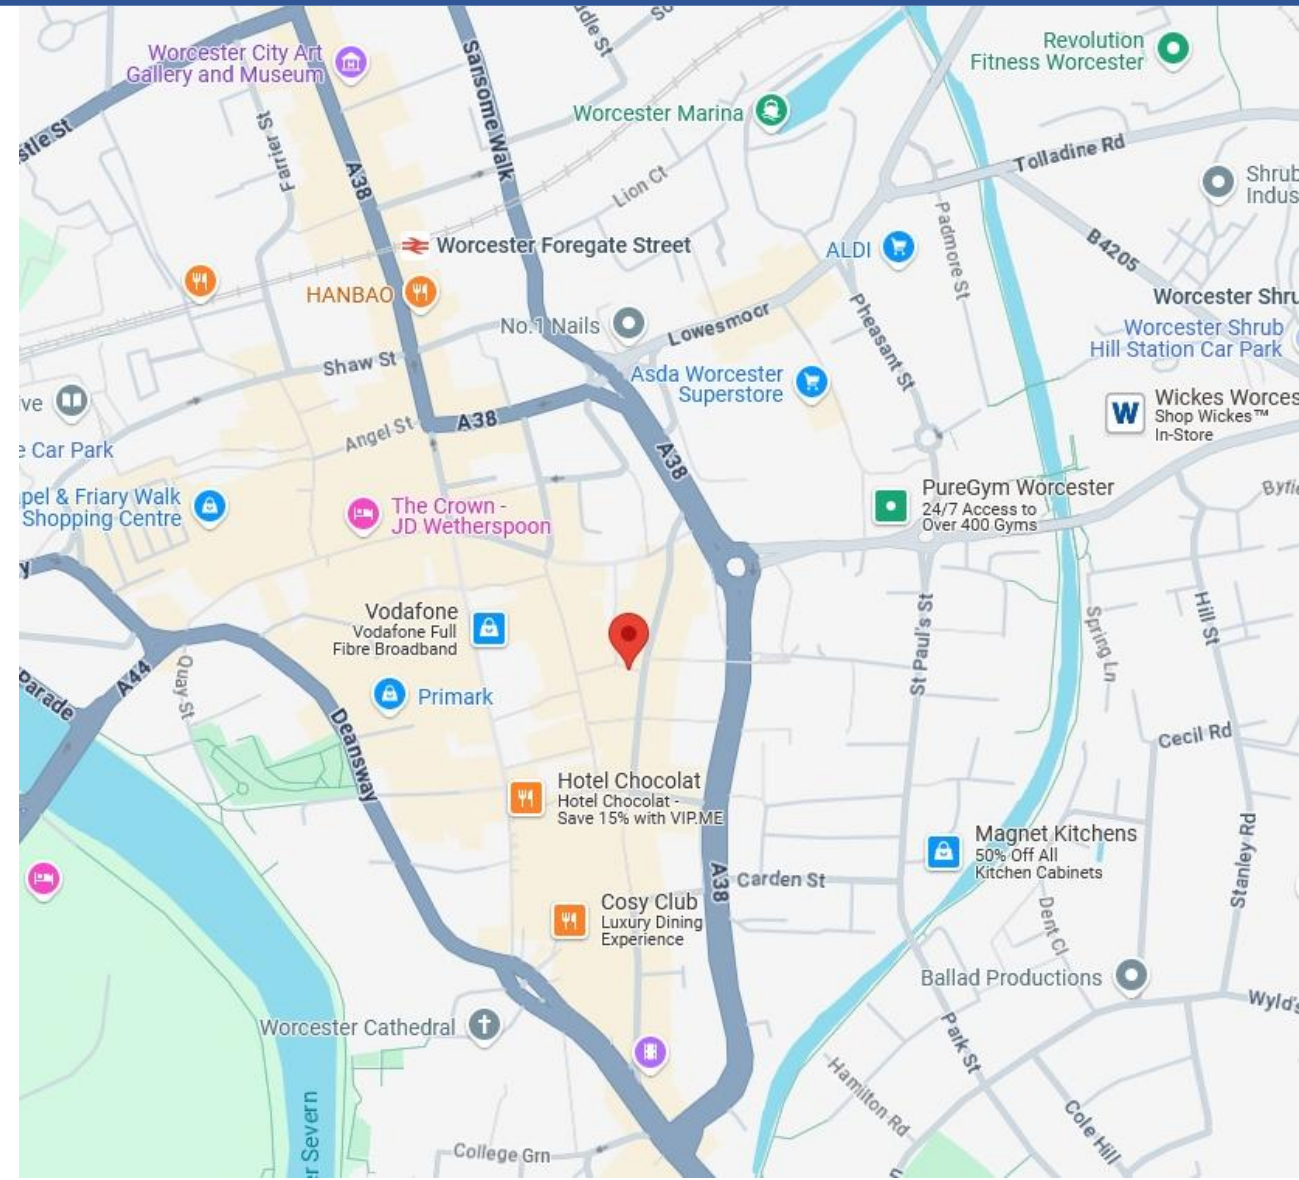 Worcester City Art
Gallery and Museum
Sansome Walk
Revolution
Fitness Worcester
Worcester Marina
Tolladine Rd
Farrier St
A38
Lion Ct
Padmore St
B4205
Worcester Foregate Street
ALDI
HANBAO
No.1 Nails
Lowesmoor
Pheasant St
Worcester Shrub
Hill Station Car Park
Shaw St
Asda Worcester
Superstore
Wickes
Shop Wickes™
In-Store
Angel St
A38
A38
Car Park
& Friary Walk
Shopping Centre
The Crown -
JD Wetherspoon
PureGym Worcester
24/7 Access to
Over 400 Gyms
Vodafone
Vodafone Full
Fibre Broadband
St Paul's St
Spring Ln
Hill St
Quay St
A44
Parade
Primark
Deansway
Cecil Rd
Hotel Chocolat
Hotel Chocolat -
Save 15% with VIP.ME
Magnet Kitchens
50% Off All
Kitchen Cabinets
Stanley Rd
A38
Carden St
Cosy Club
Luxury Dining
Experience
Dent Cl
Ballad Productions
Worcester Cathedral
Park St
Hamilton Rd
Cole Hill
College Grn
Severn